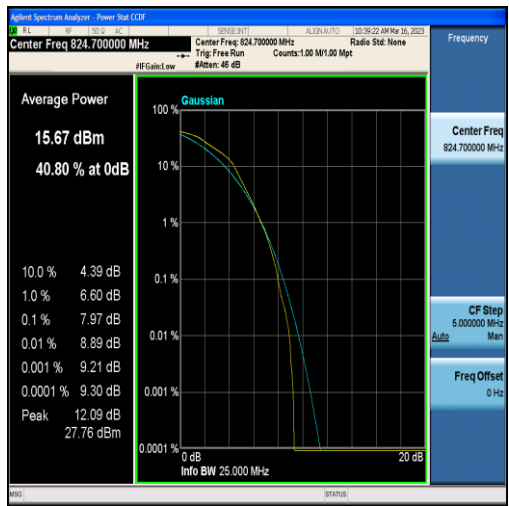 Agilent Spectrum Analyzer - Power Stat CCDF
RL RF 50 Ω AC SENSE:INT ALIGN AUTO 10:39:22 AM Mar 16, 2023
Center Freq 824.700000 MHz
Center Freq: 824.700000 MHz Radio Std: None
Trig: Free Run Counts:1.00 M/1.00 Mpt
#IFGain:Low #Atten: 46 dB
Frequency
Average Power
15.67 dBm
40.80 % at 0dB
10.0 % 4.39 dB
1.0 % 6.60 dB
0.1 % 7.97 dB
0.01 % 8.89 dB
0.001 % 9.21 dB
0.0001 % 9.30 dB
Peak 12.09 dB
27.76 dBm
Gaussian
100 %
10 %
1 %
0.1 %
0.01 %
0.001 %
0.0001 %
0 dB 20 dB
Info BW 25.000 MHz
Center Freq
824.700000 MHz
CF Step
5.000000 MHz
Auto Man
Freq Offset
0 Hz
MSG STATUS